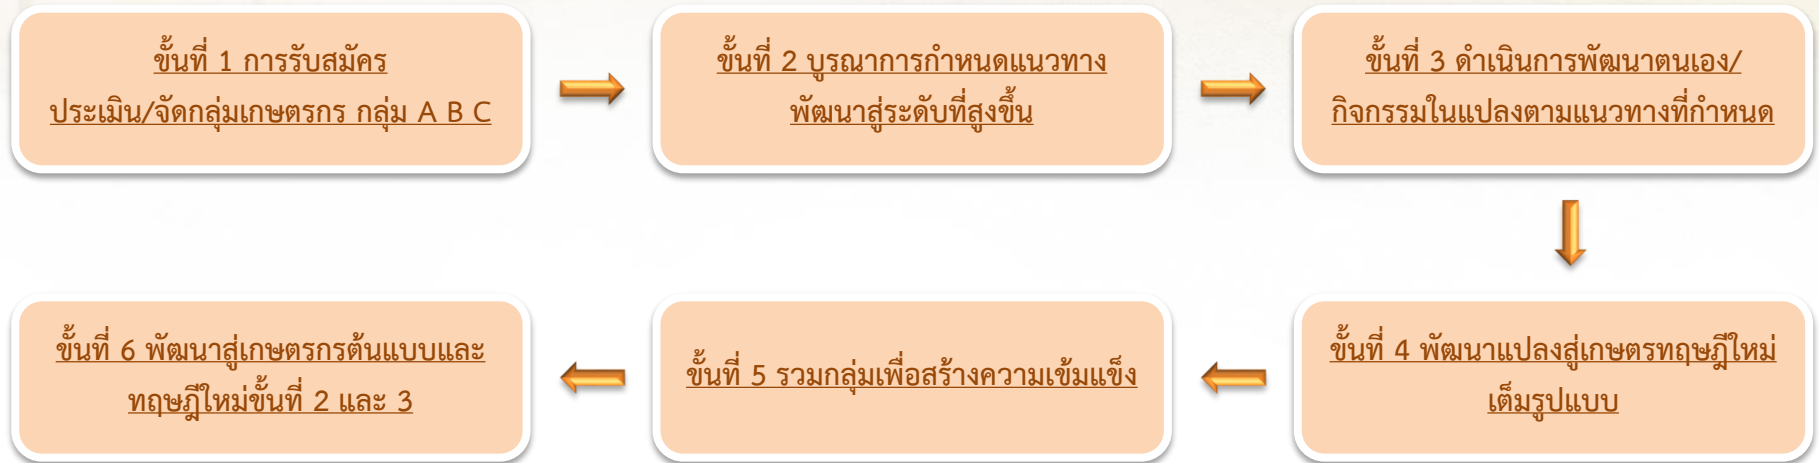 ขั้นที่ 1 การรับสมัคร
ประเมิน/จัดกลุ่มเกษตรกร กลุ่ม A B C
ขั้นที่ 2 บูรณาการกำหนดแนวทาง
พัฒนาสู่ระดับที่สูงขึ้น
ขั้นที่ 3 ดำเนินการพัฒนาตนเอง/
กิจกรรมในแปลงตามแนวทางที่กำหนด
ขั้นที่ 4 พัฒนาแปลงสู่เกษตรทฤษฎีใหม่
เต็มรูปแบบ
ขั้นที่ 5 รวมกลุ่มเพื่อสร้างความเข้มแข็ง
ขั้นที่ 6 พัฒนาสู่เกษตรกรต้นแบบและ
ทฤษฎีใหม่ขั้นที่ 2 และ 3